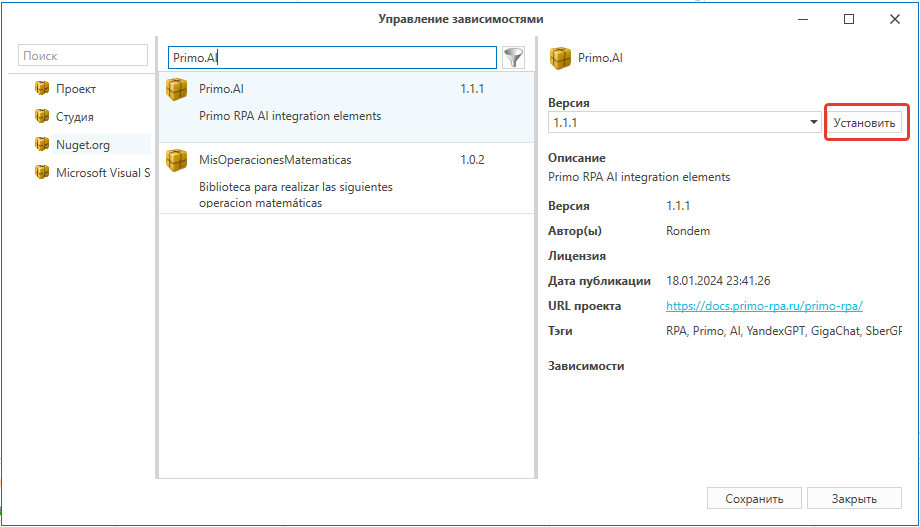 Управление зависимостями
Поиск
Проект
Студия
Nuget.org
Microsoft Visual S
Primo.AI
Primo.AI 1.1.1
Primo RPA AI integration elements
MisOperacionesMatematicas 1.0.2
Biblioteca para realizar las siguientes
operacion matemáticas
Primo.AI
Версия
1.1.1 Установить
Описание
Primo RPA AI integration elements
Версия 1.1.1
Автор(ы) Rondem
Лицензия
Дата публикации 18.01.2024 23:41.26
URL проекта https://docs.primo-rpa.ru/primo-rpa/
Тэги RPA, Primo, AI, YandexGPT, GigaChat, SberGP
Зависимости
Сохранить Закрыть